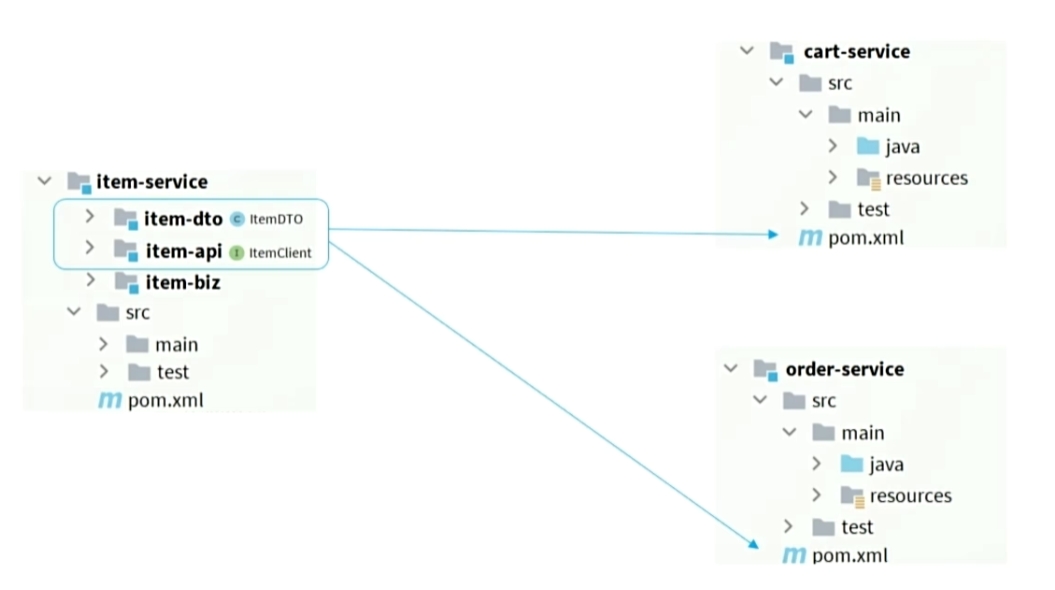 item-service
item-dto C ItemDTO
item-api I ItemClient
item-biz
src
main
test
m pom.xml
cart-service
src
main
java
resources
test
m pom.xml
order-service
src
main
java
resources
test
m pom.xml